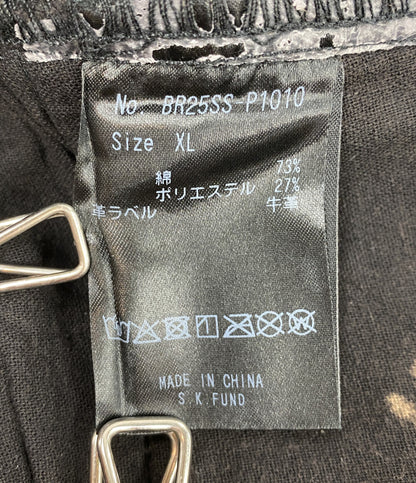 No. BR25SS-P1010
Size XL
綿 73%
ポリエステル 27%
革ラベル 牛革
MADE IN CHINA
S.K.FUND